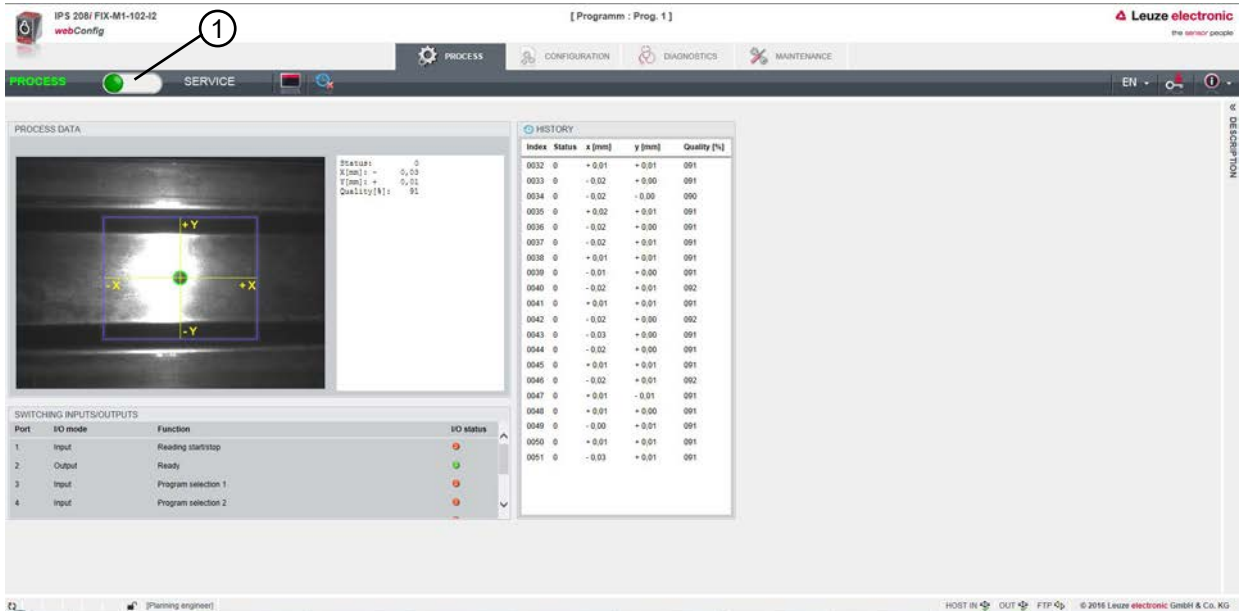 IPS 208i FIX-M1-102-I2
webConfig
1
[ Programm : Prog. 1 ]
Leuze electronic
the sensor people
PROCESS
CONFIGURATION
DIAGNOSTICS
MAINTENANCE
PROCESS
SERVICE
EN
DESCRIPTION
PROCESS DATA
+Y
-X
+X
-Y
Status: 0
X[mm]: - 0,03
Y[mm]: + 0,01
Quality[%]: 91
HISTORY
Index Status x [mm] y [mm] Quality [%]
0032 0 + 0,01 + 0,01 091
0033 0 - 0,02 + 0,00 091
0034 0 - 0,02 - 0,00 090
0035 0 + 0,02 + 0,01 091
0036 0 - 0,02 + 0,00 091
0037 0 - 0,02 + 0,01 091
0038 0 + 0,01 + 0,01 091
0039 0 - 0,01 + 0,00 091
0040 0 - 0,02 + 0,01 092
0041 0 + 0,01 + 0,01 091
0042 0 - 0,02 + 0,00 092
0043 0 - 0,03 + 0,00 091
0044 0 - 0,02 + 0,00 091
0045 0 + 0,01 + 0,01 091
0046 0 - 0,02 + 0,01 092
0047 0 + 0,01 - 0,01 091
0048 0 + 0,01 + 0,00 091
0049 0 - 0,00 + 0,01 091
0050 0 + 0,01 + 0,01 091
0051 0 - 0,03 + 0,01 091
SWITCHING INPUTS/OUTPUTS
Port I/O mode Function I/O status
1 Input Reading start/stop
2 Output Ready
3 Input Program selection 1
4 Input Program selection 2
[Planning engineer]
HOST IN OUT FTP © 2016 Leuze electronic GmbH & Co. KG